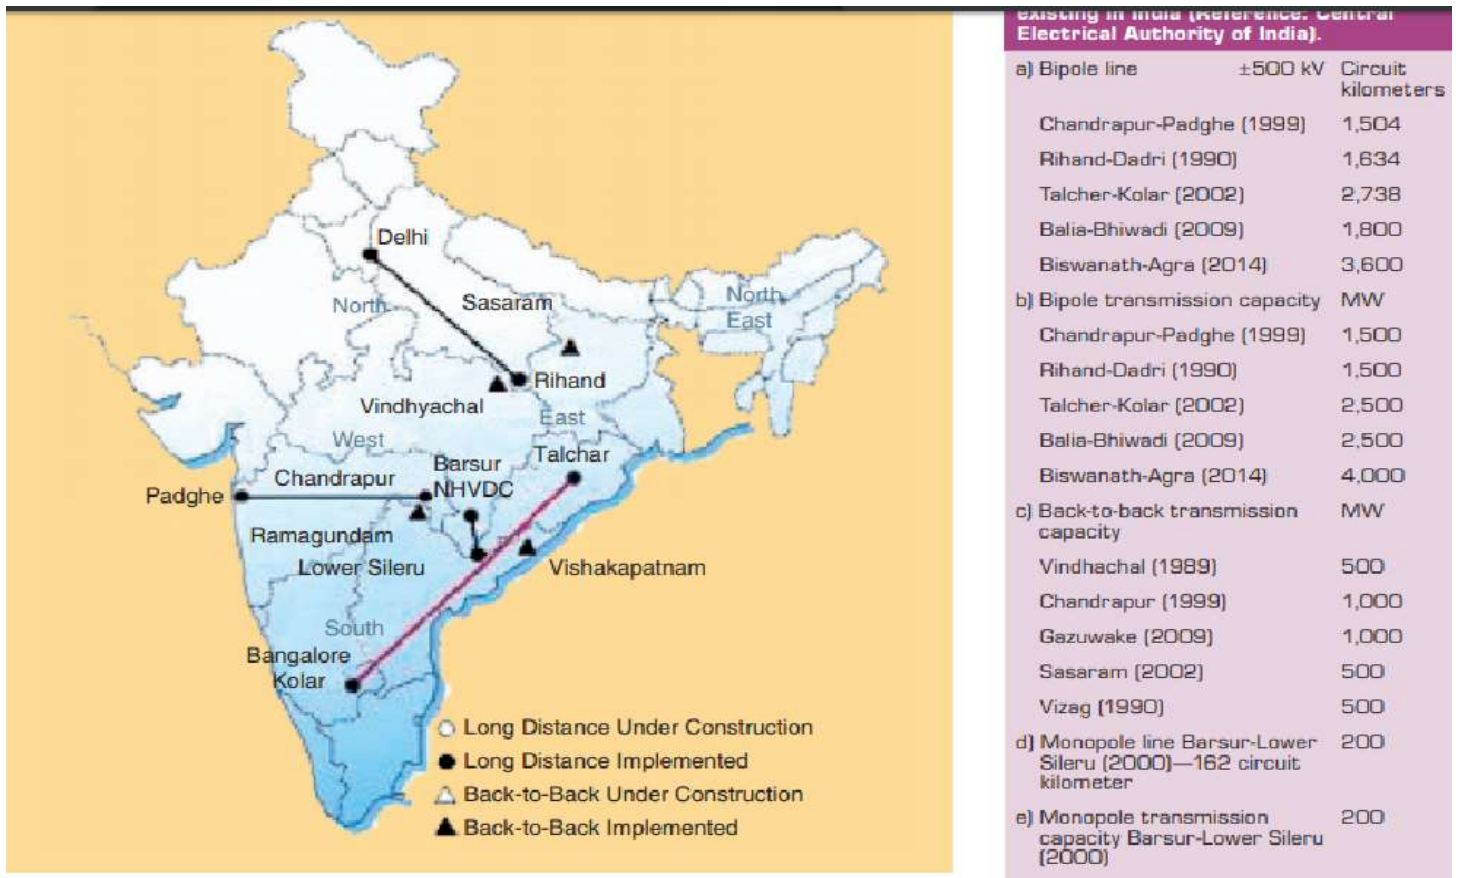 Delhi
North
Sasaram
North
East
Rihand
Vindhyachal
East
West
Talchar
Barsur
NHVDC
Chandrapur
Padghe
Ramagundam
Lower Sileru
Vishakapatnam
South
Bangalore
Kolar
Long Distance Under Construction
Long Distance Implemented
Back-to-Back Under Construction
Back-to-Back Implemented
existing in India (Reference: Central
Electrical Authority of India).
a) Bipole line ±500 kV Circuit
kilometers
Chandrapur-Padghe (1999) 1,504
Rihand-Dadri (1990) 1,634
Talcher-Kolar (2002) 2,738
Balia-Bhiwadi (2009) 1,800
Biswanath-Agra (2014) 3,600
b) Bipole transmission capacity MW
Chandrapur-Padghe (1999) 1,500
Rihand-Dadri (1990) 1,500
Talcher-Kolar (2002) 2,500
Balia-Bhiwadi (2009) 2,500
Biswanath-Agra (2014) 4,000
c) Back-to-back transmission MW
capacity
Vindhachal (1989) 500
Chandrapur (1999) 1,000
Gazuwake (2009) 1,000
Sasaram (2002) 500
Vizag (1990) 500
d) Monopole line Barsur-Lower 200
Sileru (2000)—162 circuit
kilometer
e) Monopole transmission 200
capacity Barsur-Lower Sileru
(2000)